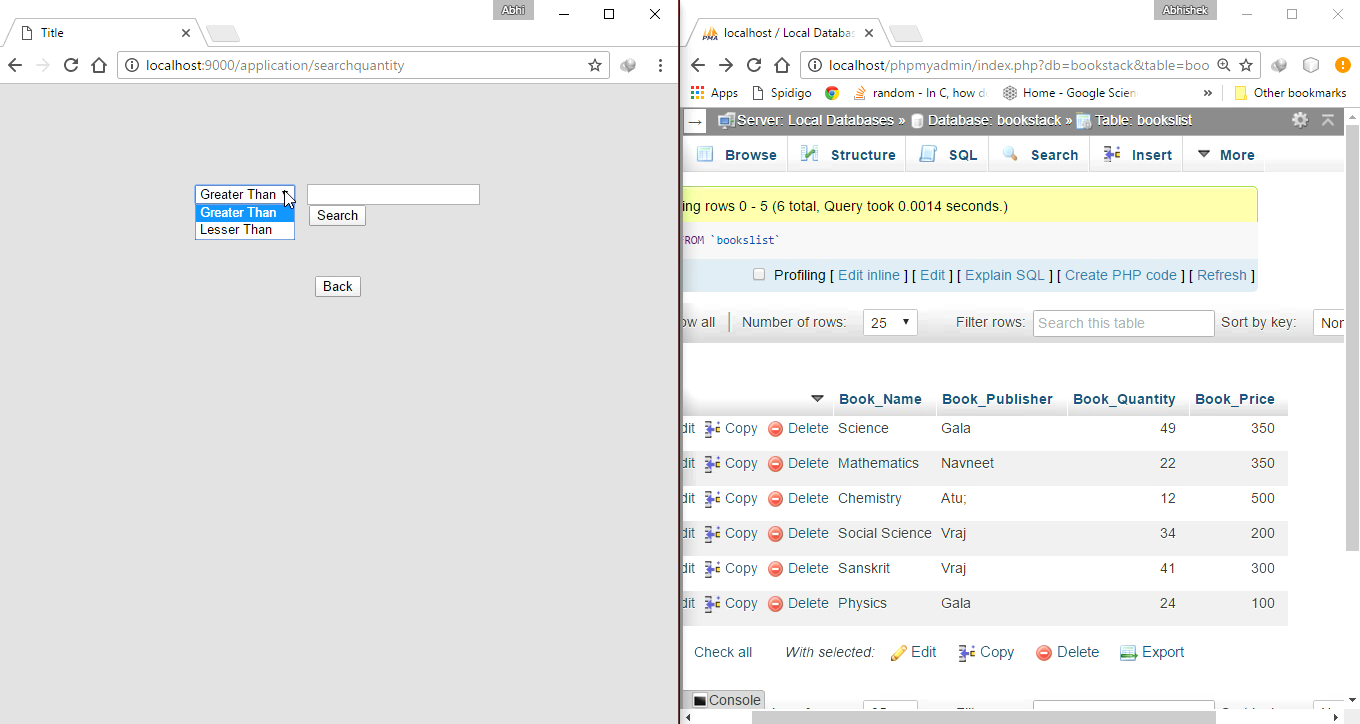 Abhi
Title
localhost:9000/application/searchquantity
Greater Than
Greater Than
Lesser Than
Search
Back
Abhishek
localhost / Local Databa
localhost/phpmyadmin/index.php?db=bookstack&table=boo
Apps Spidigo random - In C, how d Home - Google Scien » Other bookmarks
Server: Local Databases » Database: bookstack » Table: bookslist
Browse Structure SQL Search Insert More
ing rows 0 - 5 (6 total, Query took 0.0014 seconds.)
ROM `bookslist`
Profiling [ Edit inline ] [ Edit ] [ Explain SQL ] [ Create PHP code ] [ Refresh ]
ow all Number of rows: 25 Filter rows: Search this table Sort by key: Nor
Book_Name Book_Publisher Book_Quantity Book_Price
dit Copy Delete Science Gala 49 350
dit Copy Delete Mathematics Navneet 22 350
dit Copy Delete Chemistry Atu; 12 500
dit Copy Delete Social Science Vraj 34 200
dit Copy Delete Sanskrit Vraj 41 300
dit Copy Delete Physics Gala 24 100
Check all With selected: Edit Copy Delete Export
Console